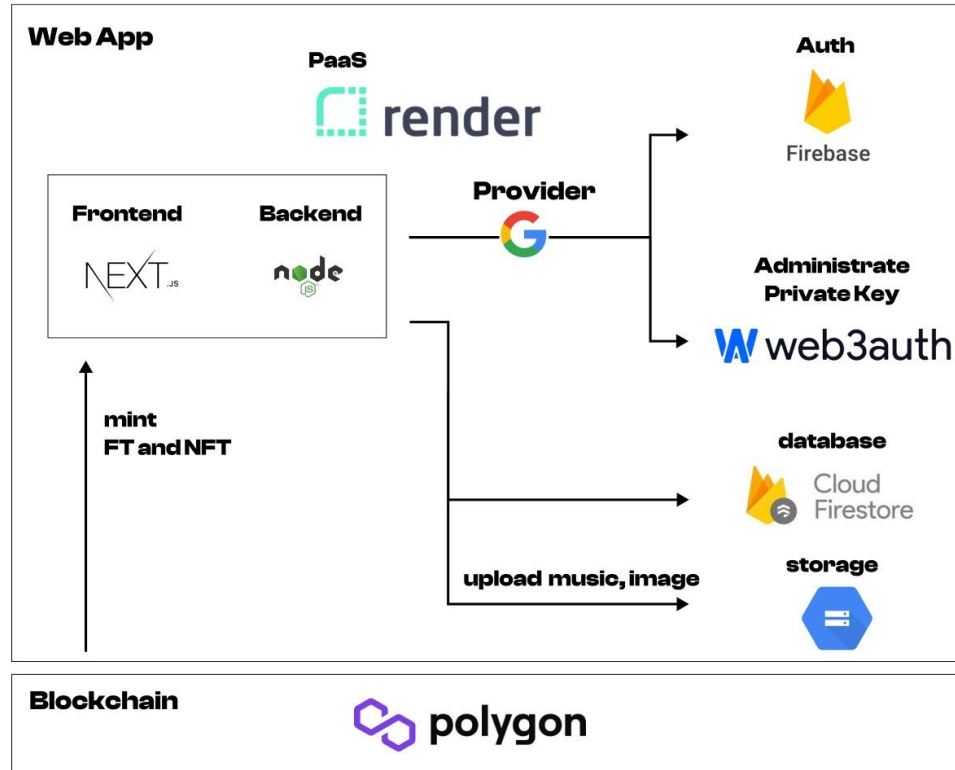 Web App
PaaS
render
Auth
Firebase
Provider
Frontend
Backend
NEXT.JS
node
JS
Administrate
Private Key
web3auth
mint
FT and NFT
database
Cloud
Firestore
upload music, image
storage
Blockchain
polygon